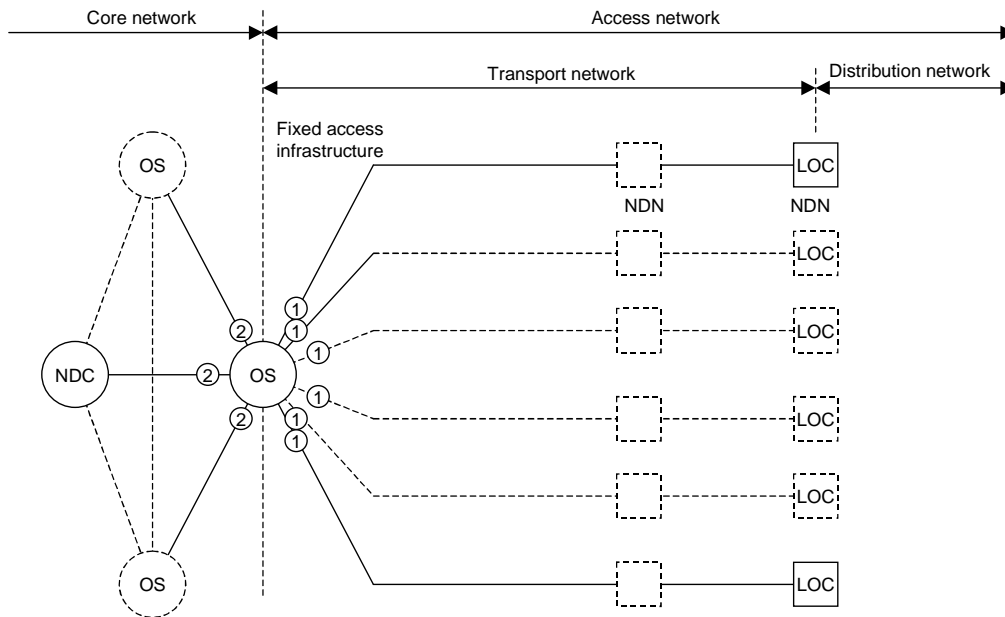 Core network
Access network
Transport network
Distribution network
Fixed access
infrastructure
OS
LOC
NDN
NDN
LOC
1
1
2
1
LOC
NDC
2
OS
1
2
1
1
LOC
LOC
OS
LOC